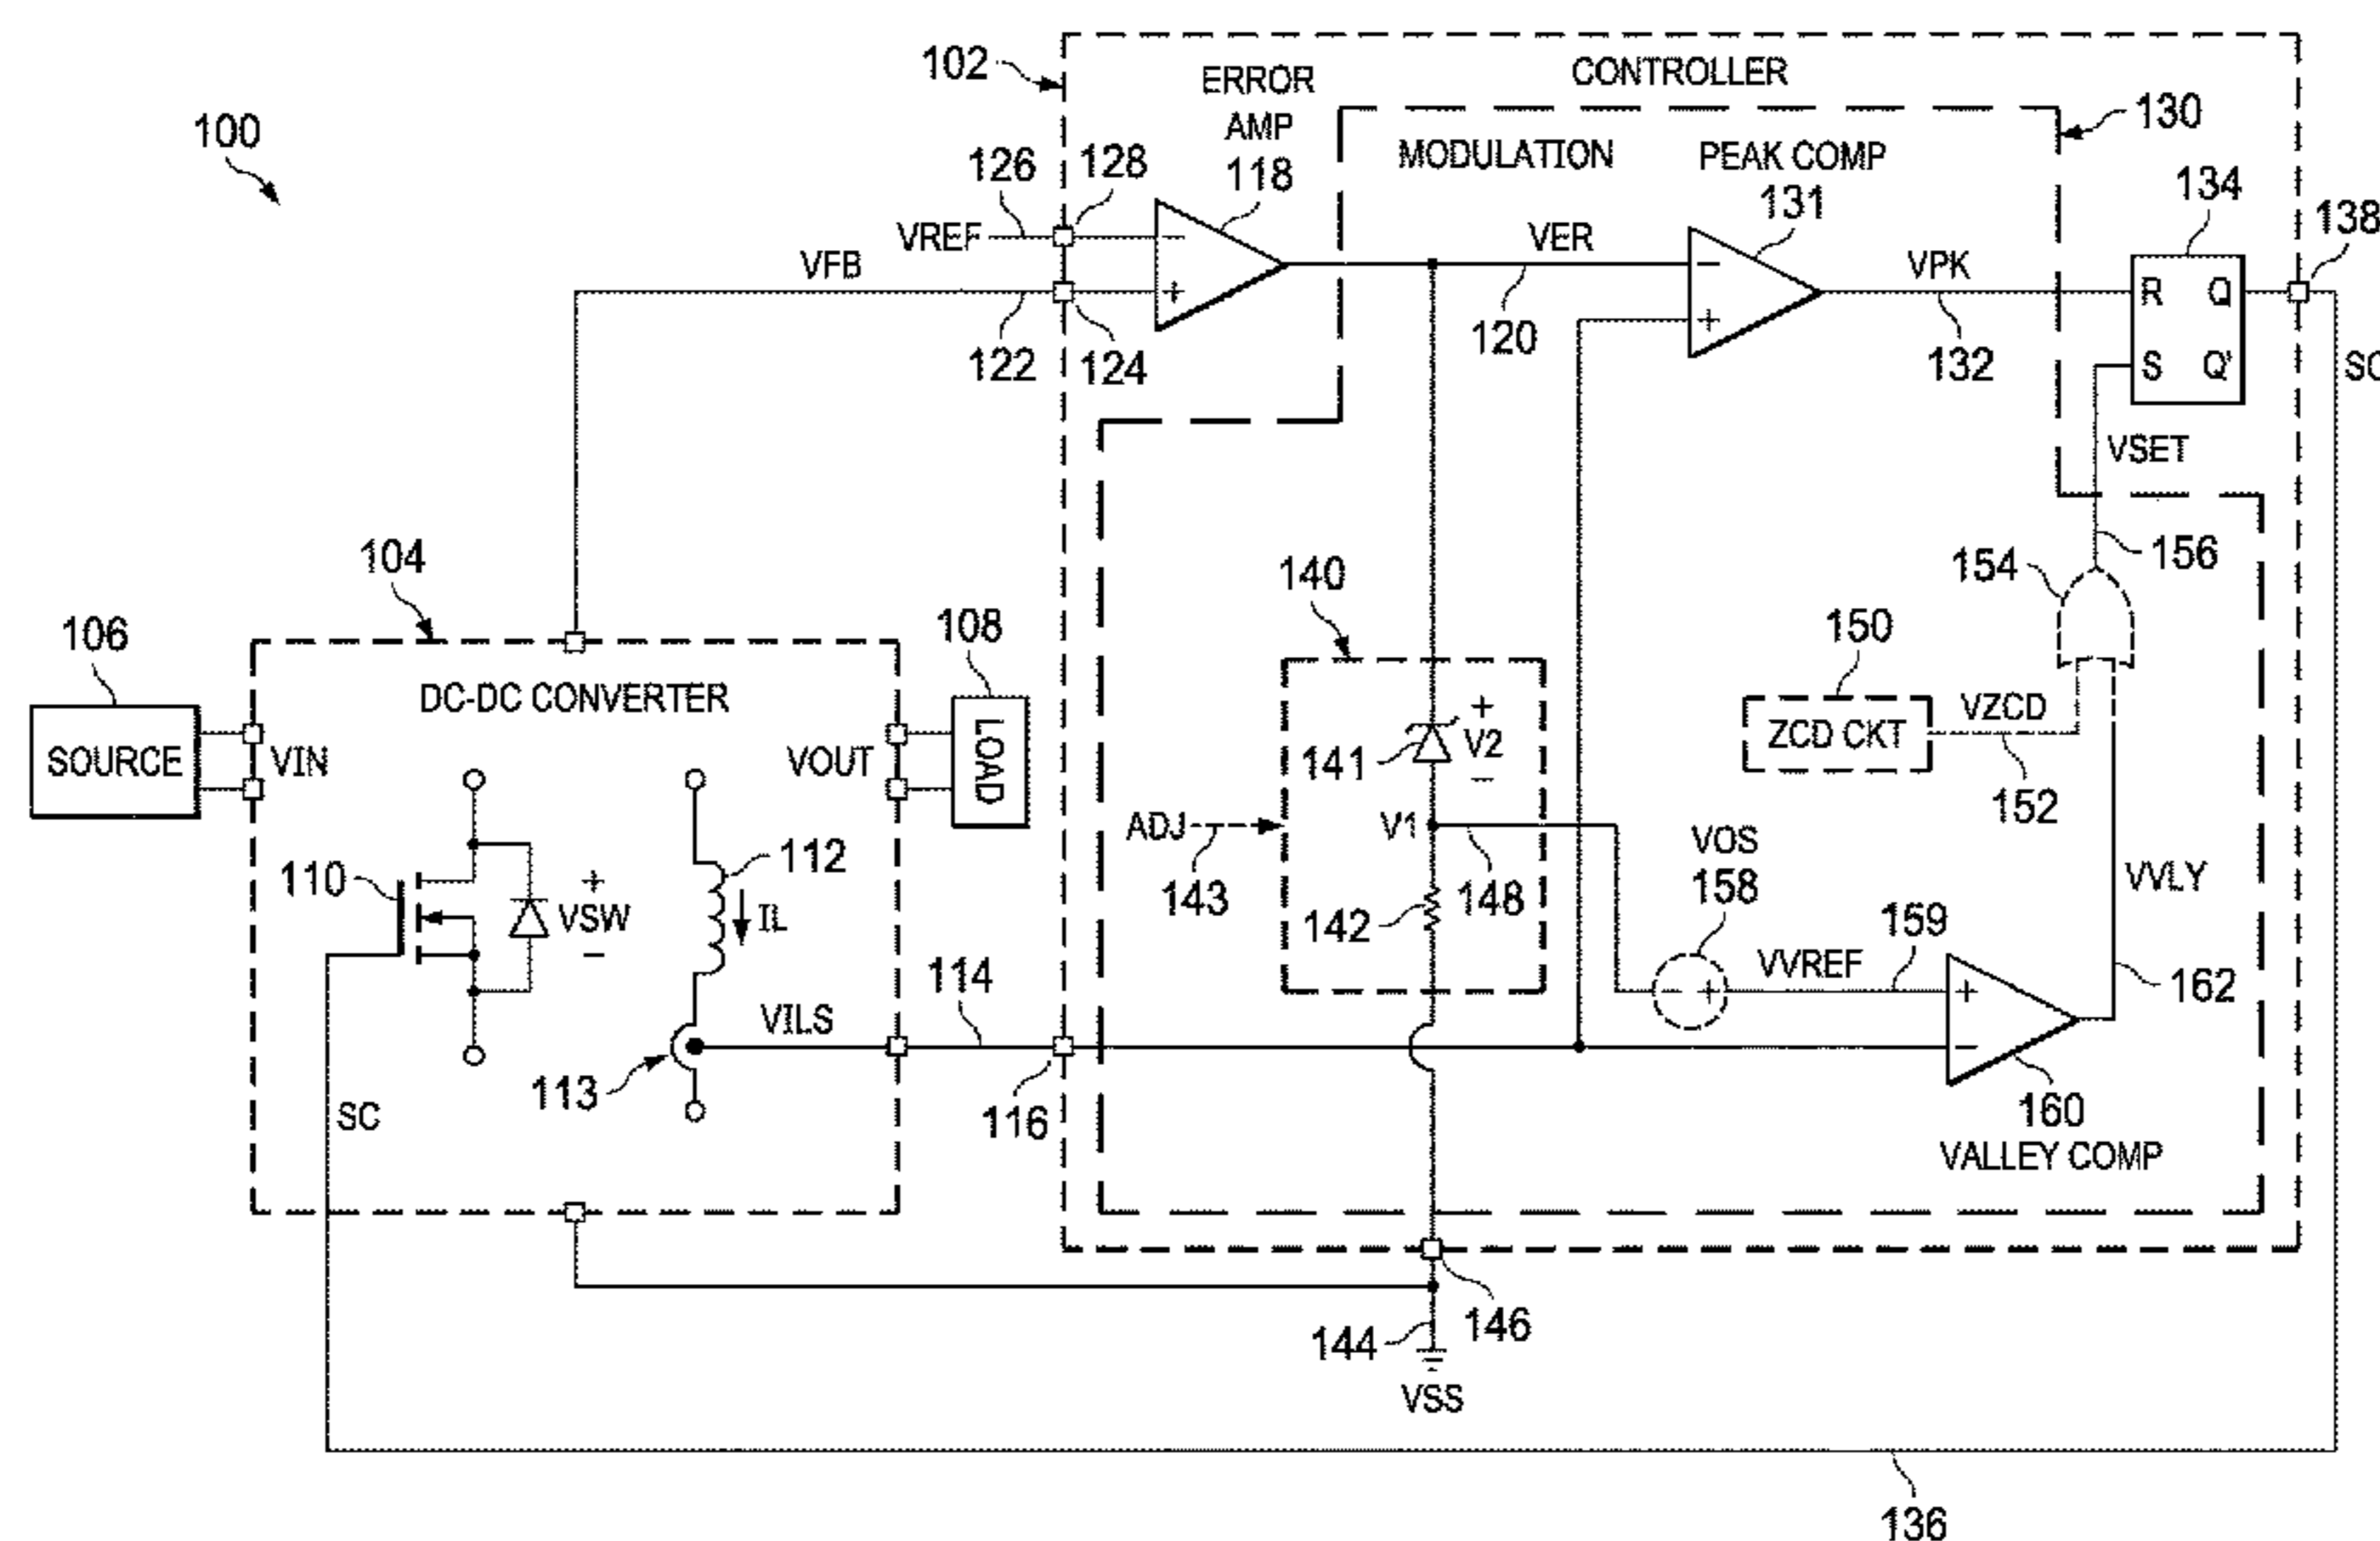 102
ERROR
AMP
118
CONTROLLER
130
100
126
128
MODULATION
PEAK COMP
131
134
138
VREF
VFB
VER
VPK
R Q
S Q'
122
124
120
132
SC
VSET
104
140
154
156
106
108
150
DC-DC CONVERTER
SOURCE
VIN
VOUT
LOAD
141
+
V2
−
ZCD CKT
VZCD
152
ADJ
143
V1
148
142
VOS
158
− +
VVREF
159
VVLY
162
110
+
VSW
−
112
IL
VILS
114
113
116
SC
− +
− +
+ −
160
VALLEY COMP
144
146
VSS
136